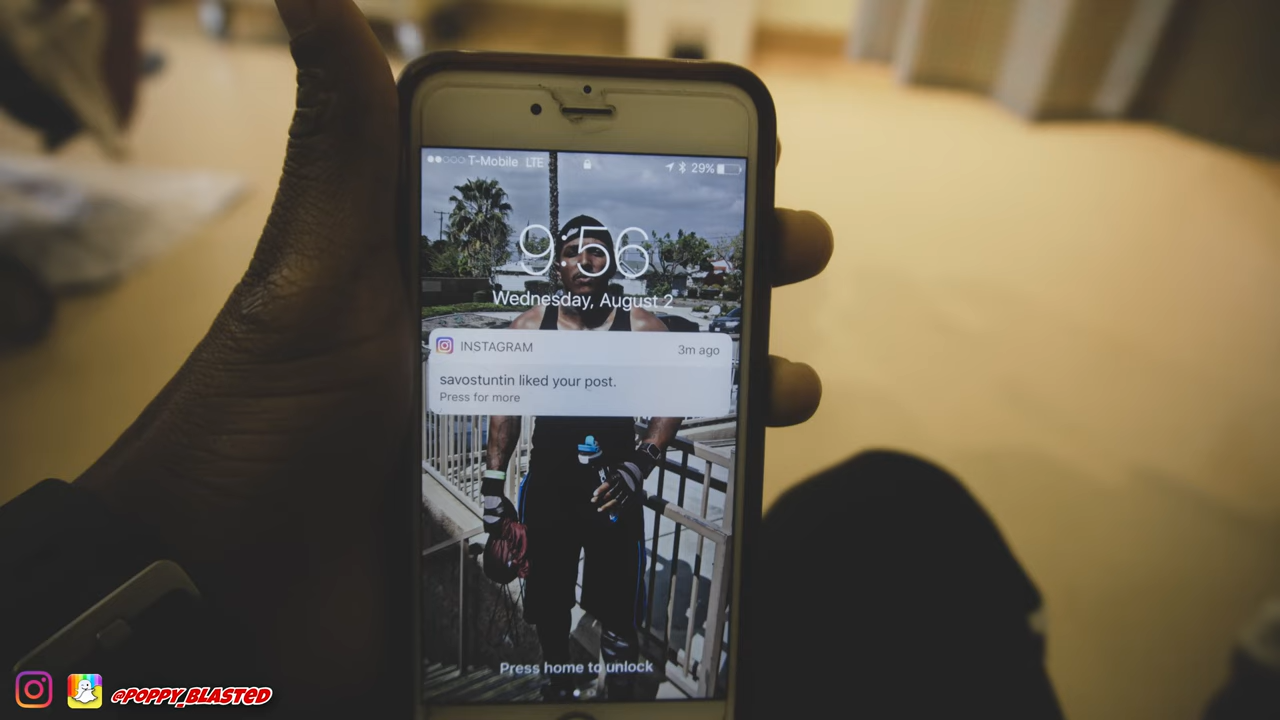 T-Mobile LTE 29%
9:56
Wednesday, August 2
INSTAGRAM 3m ago
savostuntin liked your post.
Press for more
Press home to unlock
@POPPY_BLASTED